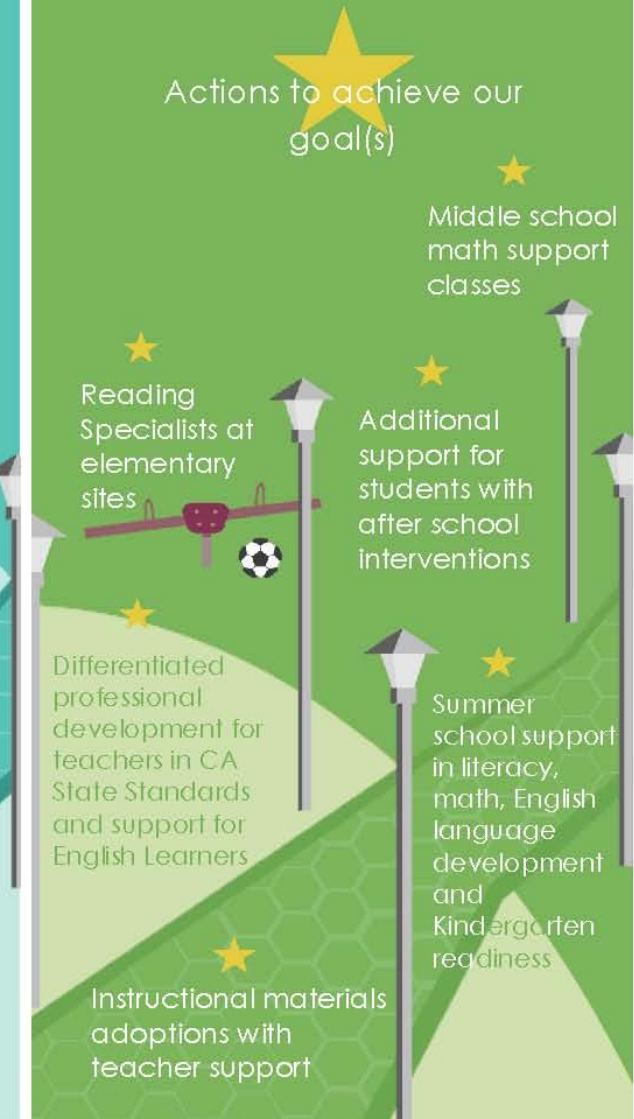 Actions to achieve our
goal(s)
Middle school
math support
classes
Reading
Specialists at
elementary
sites
Additional
support for
students with
after school
interventions
Differentiated
professional
development for
teachers in CA
State Standards
and support for
English Learners
Summer
school support
in literacy,
math, English
language
development
and
Kindergarten
readiness
Instructional materials
adoptions with
teacher support